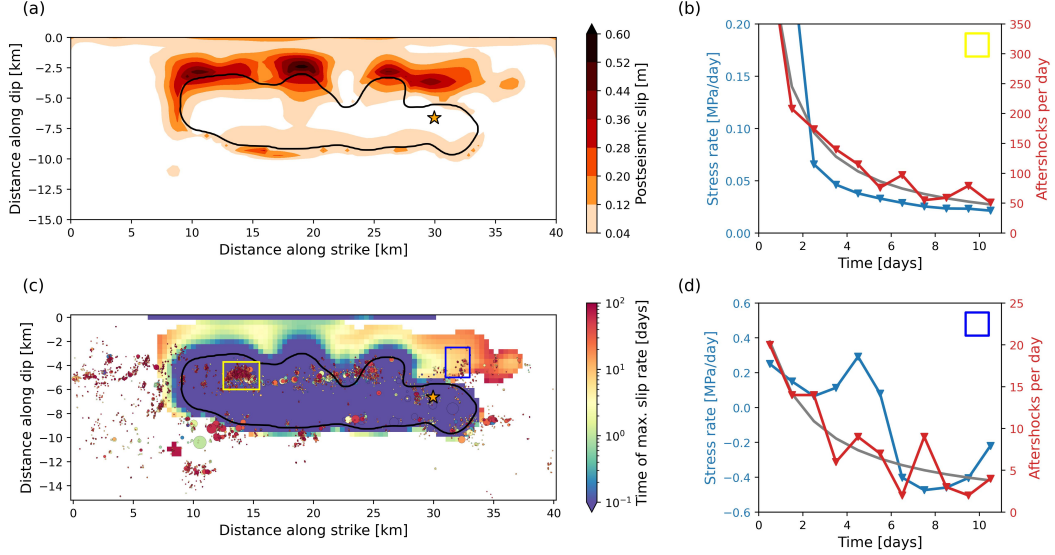 (a)
0.0
−2.5
−5.0
−7.5
−10.0
−12.5
−15.0
Distance along dip [km]
0 5 10 15 20 25 30 35 40
Distance along strike [km]
0.60
0.52
0.44
0.36
0.28
0.20
0.12
0.04
Postseismic slip [m]
(b)
0.20
0.15
0.10
0.05
0.00
Stress rate [MPa/day]
0 2 4 6 8 10
Time [days]
350
300
250
200
150
100
50
0
Aftershocks per day
(c)
0
−2
−4
−6
−8
−10
−12
−14
Distance along dip [km]
0 5 10 15 20 25 30 35 40
Distance along strike [km]
10²
10¹
10⁰
10⁻¹
Time of max. slip rate [days]
(d)
0.6
0.4
0.2
0.0
−0.2
−0.4
−0.6
Stress rate [MPa/day]
0 2 4 6 8 10
Time [days]
25
20
15
10
5
0
Aftershocks per day